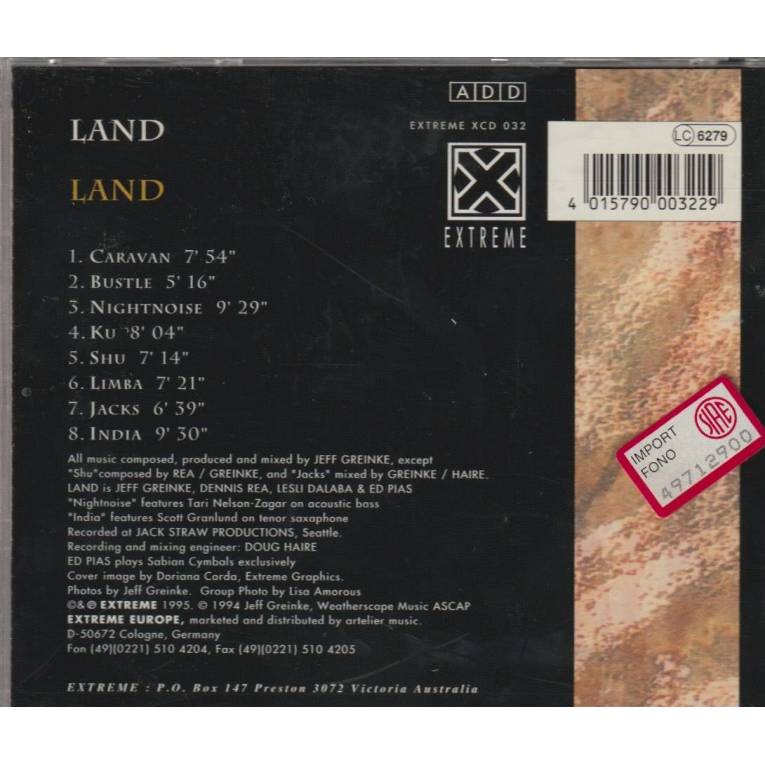 LAND
LAND
ADD
EXTREME XCD 032
EXTREME
LC 6279
4 015790 003229
1. CARAVAN 7' 54"
2. BUSTLE 5' 16"
3. NIGHTNOISE 9' 29"
4. KU 8' 04"
5. SHU 7' 14"
6. LIMBA 7' 21"
7. JACKS 6' 39"
8. INDIA 9' 30"
All music composed, produced and mixed by JEFF GREINKE, except
"Shu"composed by REA / GREINKE, and "Jacks" mixed by GREINKE / HAIRE.
LAND is JEFF GREINKE, DENNIS REA, LESLI DALABA & ED PIAS
"Nightnoise" features Tari Nelson-Zagar on acoustic bass
"India" features Scott Granlund on tenor saxophone
Recorded at JACK STRAW PRODUCTIONS, Seattle.
Recording and mixing engineer: DOUG HAIRE
ED PIAS plays Sabian Cymbals exclusively
Cover image by Doriana Corda, Extreme Graphics.
Photos by Jeff Greinke. Group Photo by Lisa Amorous
©&℗ EXTREME 1995. © 1994 Jeff Greinke, Weatherscape Music ASCAP
EXTREME EUROPE, marketed and distributed by artelier music.
D-50672 Cologne, Germany
Fon (49)(0221) 510 4204, Fax (49)(0221) 510 4205
EXTREME : P.O. Box 147 Preston 3072 Victoria Australia
IMPORT
FONO
SIAE
49712900